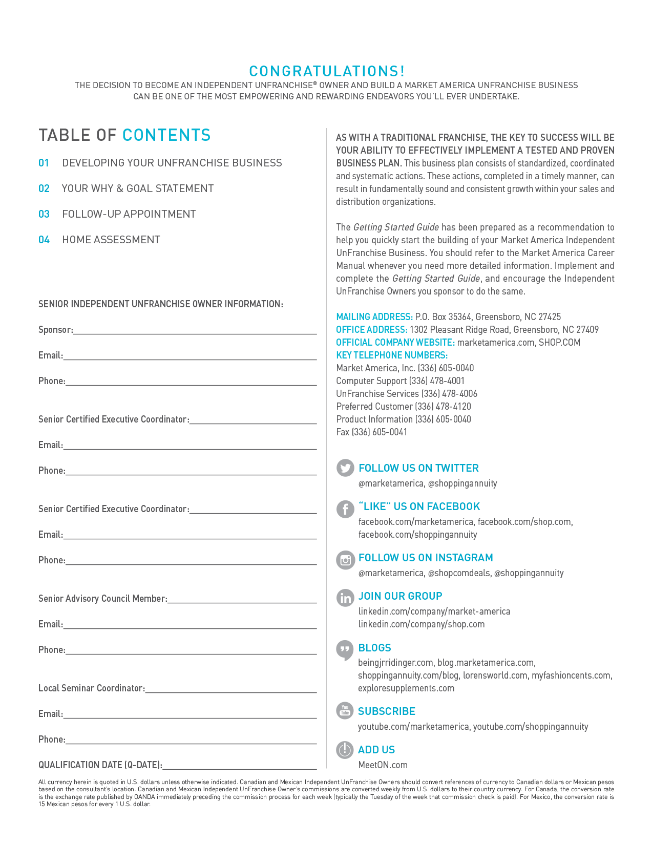 CONGRATULATIONS!
THE DECISION TO BECOME AN INDEPENDENT UNFRANCHISE® OWNER AND BUILD A MARKET AMERICA UNFRANCHISE BUSINESS
CAN BE ONE OF THE MOST EMPOWERING AND REWARDING ENDEAVORS YOU'LL EVER UNDERTAKE.
TABLE OF CONTENTS
01 DEVELOPING YOUR UNFRANCHISE BUSINESS
02 YOUR WHY & GOAL STATEMENT
03 FOLLOW-UP APPOINTMENT
04 HOME ASSESSMENT
SENIOR INDEPENDENT UNFRANCHISE OWNER INFORMATION:
Sponsor:
Email:
Phone:
Senior Certified Executive Coordinator:
Email:
Phone:
Senior Certified Executive Coordinator:
Email:
Phone:
Senior Advisory Council Member:
Email:
Phone:
Local Seminar Coordinator:
Email:
Phone:
QUALIFICATION DATE (Q-DATE):
AS WITH A TRADITIONAL FRANCHISE, THE KEY TO SUCCESS WILL BE
YOUR ABILITY TO EFFECTIVELY IMPLEMENT A TESTED AND PROVEN
BUSINESS PLAN. This business plan consists of standardized, coordinated
and systematic actions. These actions, completed in a timely manner, can
result in fundamentally sound and consistent growth within your sales and
distribution organizations.
The Getting Started Guide has been prepared as a recommendation to
help you quickly start the building of your Market America Independent
UnFranchise Business. You should refer to the Market America Career
Manual whenever you need more detailed information. Implement and
complete the Getting Started Guide, and encourage the Independent
UnFranchise Owners you sponsor to do the same.
MAILING ADDRESS: P.O. Box 35364, Greensboro, NC 27425
OFFICE ADDRESS: 1302 Pleasant Ridge Road, Greensboro, NC 27409
OFFICIAL COMPANY WEBSITE: marketamerica.com, SHOP.COM
KEY TELEPHONE NUMBERS:
Market America, Inc. (336) 605-0040
Computer Support (336) 478-4001
UnFranchise Services (336) 478-4006
Preferred Customer (336) 478-4120
Product Information (336) 605-0040
Fax (336) 605-0041
FOLLOW US ON TWITTER
@marketamerica, @shoppingannuity
"LIKE" US ON FACEBOOK
facebook.com/marketamerica, facebook.com/shop.com,
facebook.com/shoppingannuity
FOLLOW US ON INSTAGRAM
@marketamerica, @shopcomdeals, @shoppingannuity
JOIN OUR GROUP
linkedin.com/company/market-america
linkedin.com/company/shop.com
BLOGS
beingjrridinger.com, blog.marketamerica.com,
shoppingannuity.com/blog, lorensworld.com, myfashioncents.com,
exploresupplements.com
SUBSCRIBE
youtube.com/marketamerica, youtube.com/shoppingannuity
ADD US
MeetON.com
All currency herein is quoted in U.S. dollars unless otherwise indicated. Canadian and Mexican Independent UnFranchise Owners should convert references of currency to Canadian dollars or Mexican pesos
based on the consultant's location. Canadian and Mexican Independent UnFranchise Owner's commissions are converted weekly from U.S. dollars to their country currency. For Canada, the conversion rate
is the exchange rate published by OANDA immediately preceding the commission process for each week (typically the Tuesday of the week that commission check is paid). For Mexico, the conversion rate is
15 Mexican pesos for every 1 U.S. dollar.